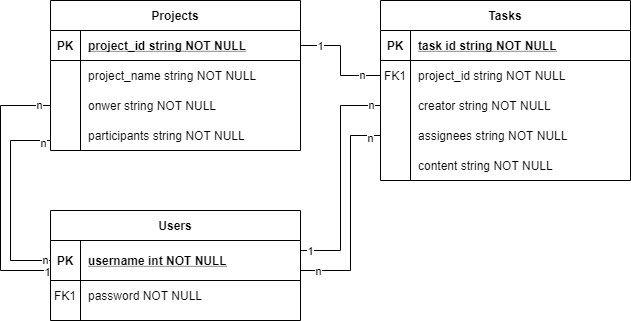 Projects
PK project_id string NOT NULL
project_name string NOT NULL
onwer string NOT NULL
participants string NOT NULL
Tasks
PK task id string NOT NULL
FK1 project_id string NOT NULL
creator string NOT NULL
assignees string NOT NULL
content string NOT NULL
Users
PK username int NOT NULL
FK1 password NOT NULL
1
n
n
n
n
n
n
1
1
n